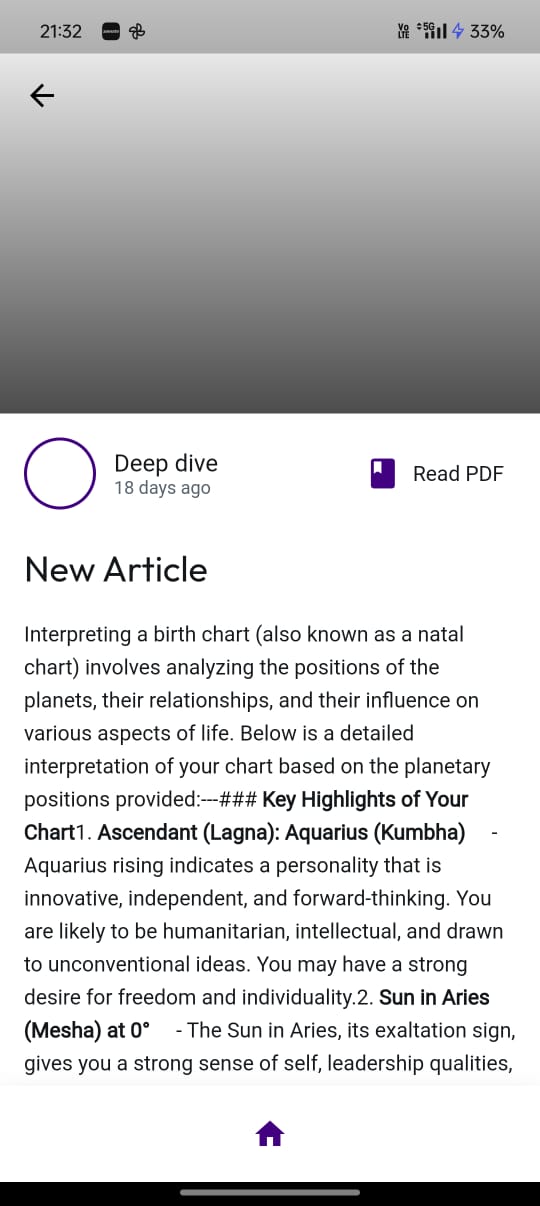 21:32
Vo LTE 5G 33%
Deep dive
18 days ago
Read PDF
New Article
Interpreting a birth chart (also known as a natal
chart) involves analyzing the positions of the
planets, their relationships, and their influence on
various aspects of life. Below is a detailed
interpretation of your chart based on the planetary
positions provided:---### Key Highlights of Your
Chart1. Ascendant (Lagna): Aquarius (Kumbha) -
Aquarius rising indicates a personality that is
innovative, independent, and forward-thinking. You
are likely to be humanitarian, intellectual, and drawn
to unconventional ideas. You may have a strong
desire for freedom and individuality.2. Sun in Aries
(Mesha) at 0° - The Sun in Aries, its exaltation sign,
gives you a strong sense of self, leadership qualities,